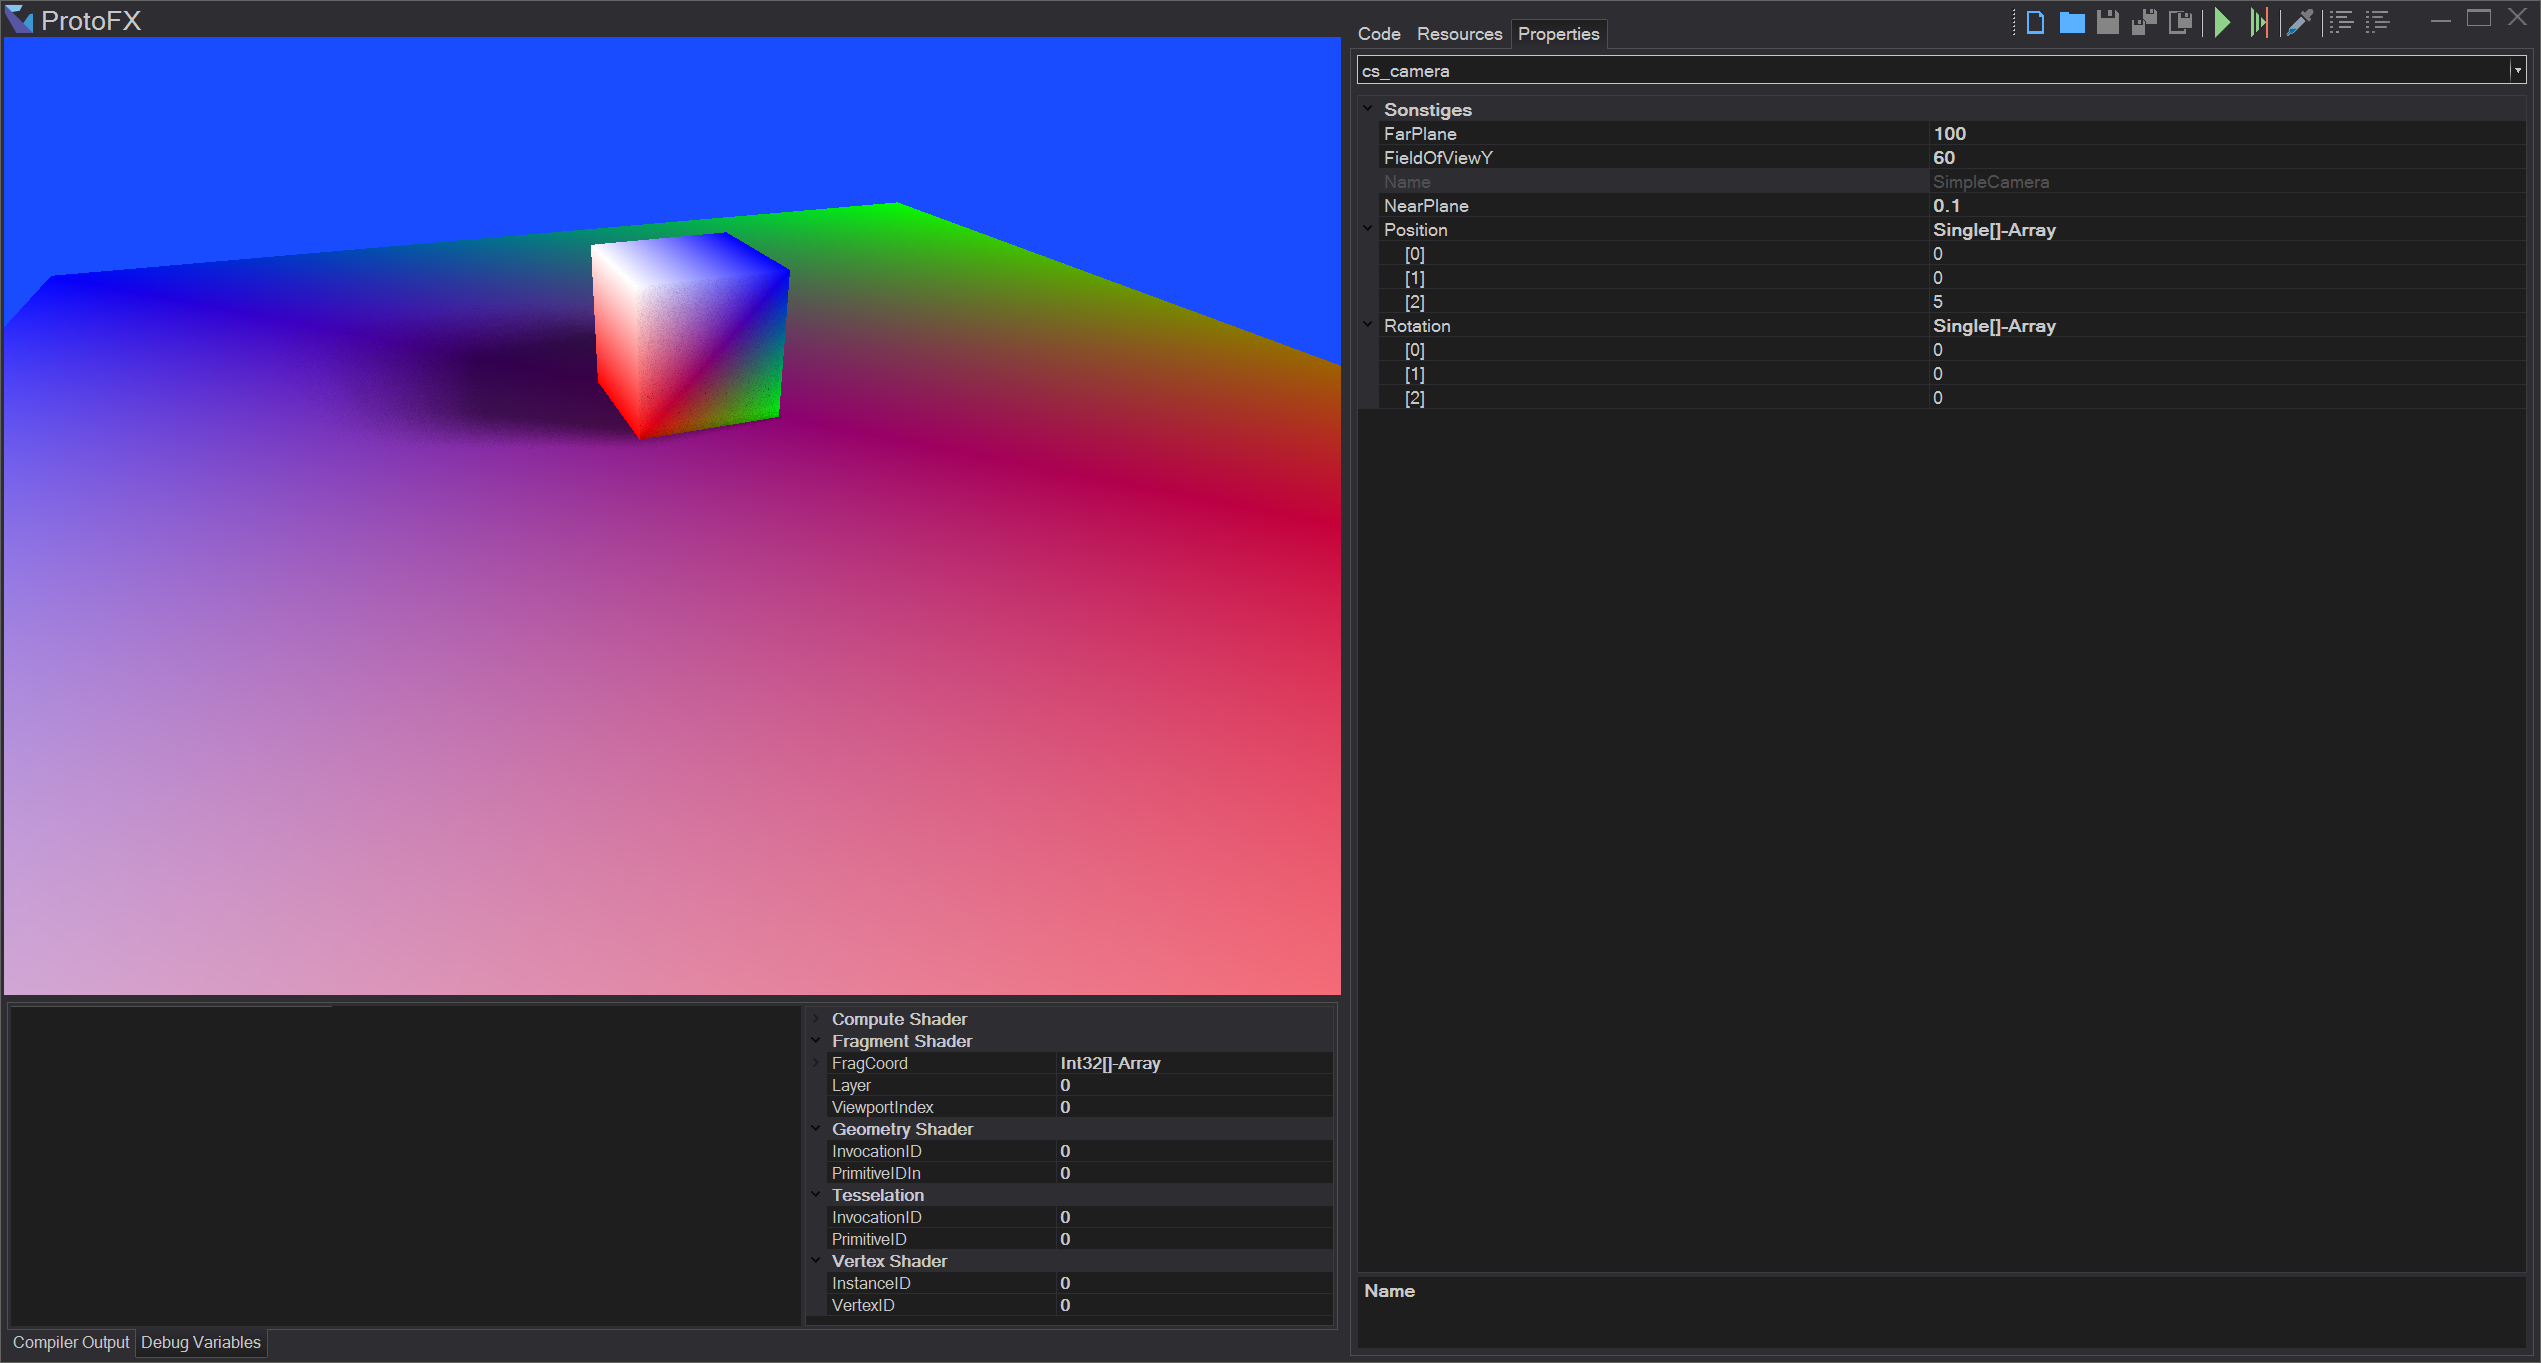 ProtoFX
Code Resources Properties
cs_camera
Sonstiges
FarPlane 100
FieldOfViewY 60
Name SimpleCamera
NearPlane 0.1
Position Single[]-Array
[0] 0
[1] 0
[2] 5
Rotation Single[]-Array
[0] 0
[1] 0
[2] 0
Name
Compute Shader
Fragment Shader
FragCoord Int32[]-Array
Layer 0
ViewportIndex 0
Geometry Shader
InvocationID 0
PrimitiveIDIn 0
Tesselation
InvocationID 0
PrimitiveID 0
Vertex Shader
InstanceID 0
VertexID 0
Compiler Output Debug Variables